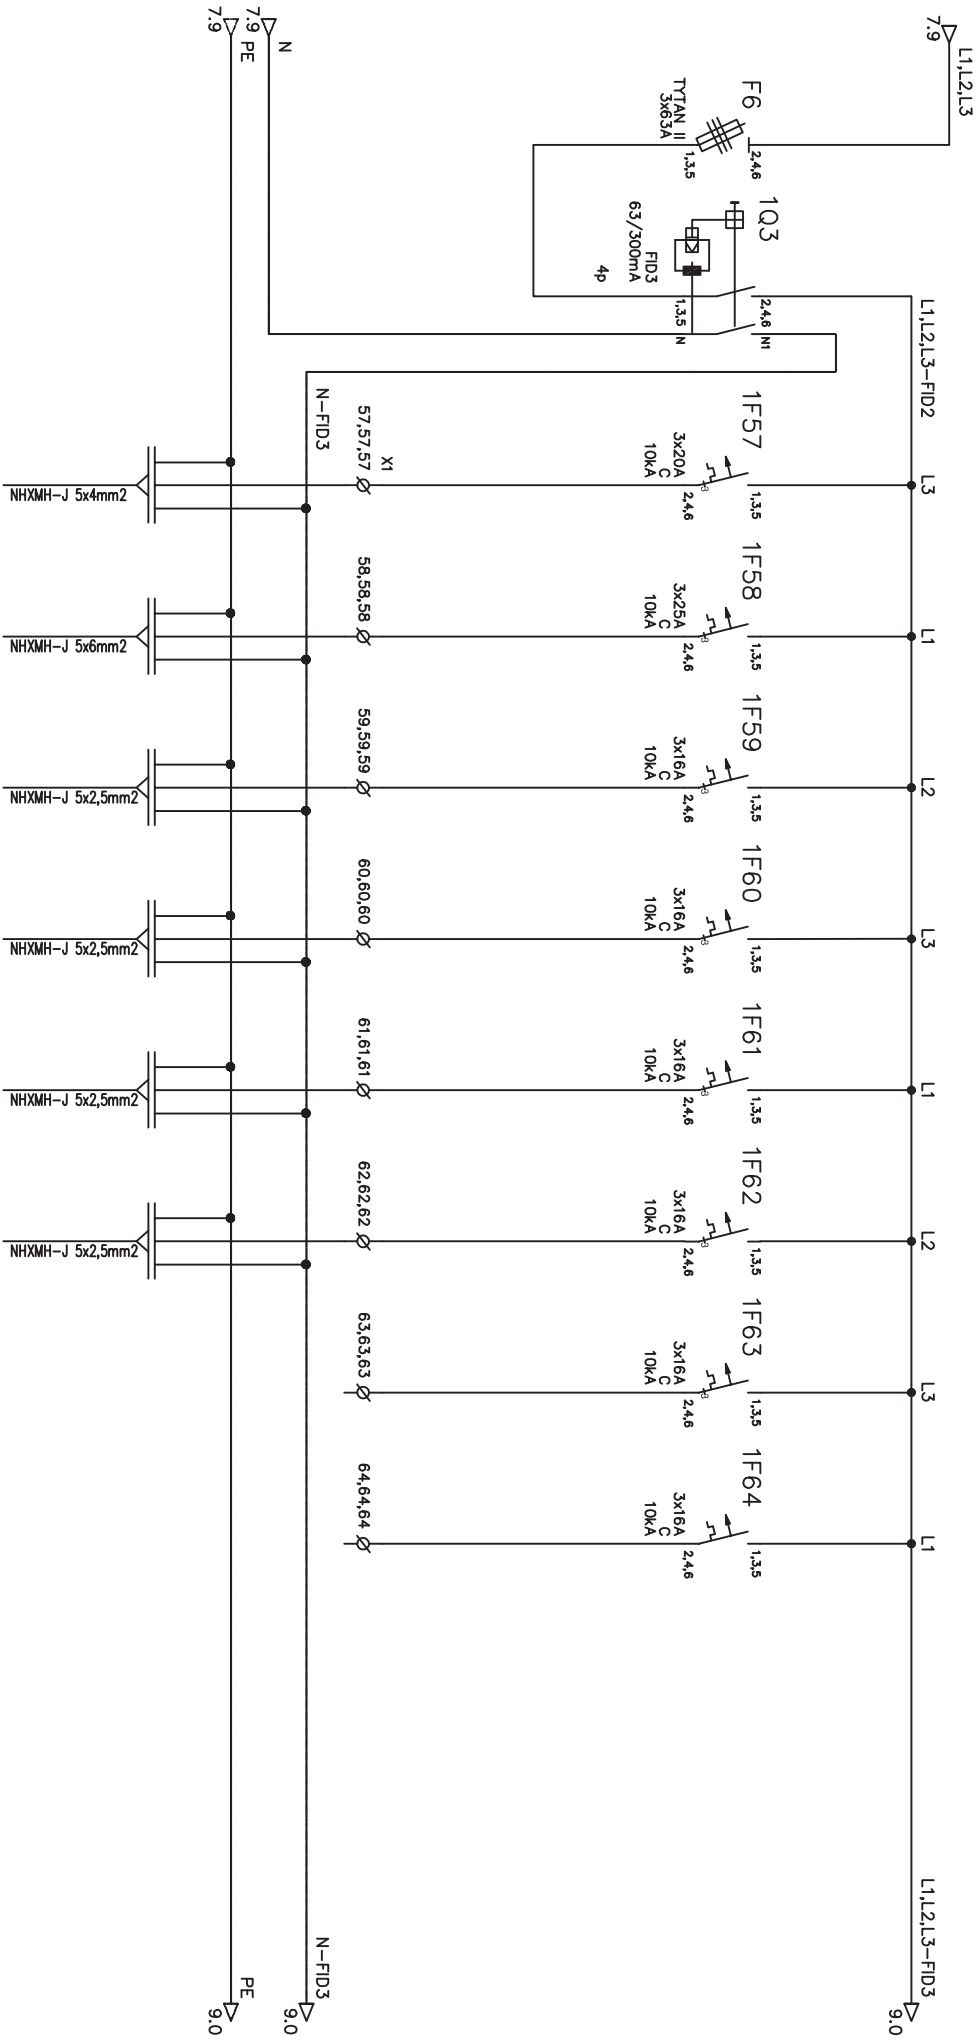 7.9
L1,L2,L3
F6
2,4,6
1,3,5
TYTAN II
3x63A
1Q3
FID3
63/300mA
4p
2,4,6
N1
1,3,5
N
L1,L2,L3-FID2
L1,L2,L3-FID3
9.0
L3
1F57
1,3,5
3x20A
C
10kA
2,4,6
L1
1F58
1,3,5
3x25A
C
10kA
2,4,6
L2
1F59
1,3,5
3x16A
C
10kA
2,4,6
L3
1F60
1,3,5
3x16A
C
10kA
2,4,6
L1
1F61
1,3,5
3x16A
C
10kA
2,4,6
L2
1F62
1,3,5
3x16A
C
10kA
2,4,6
L3
1F63
1,3,5
3x16A
C
10kA
2,4,6
L1
1F64
1,3,5
3x16A
C
10kA
2,4,6
X1
57,57,57
58,58,58
59,59,59
60,60,60
61,61,61
62,62,62
63,63,63
64,64,64
N-FID3
N-FID3
9.0
N
7.9
PE
7.9
PE
9.0
NHXMH-J 5x4mm2
NHXMH-J 5x6mm2
NHXMH-J 5x2,5mm2
NHXMH-J 5x2,5mm2
NHXMH-J 5x2,5mm2
NHXMH-J 5x2,5mm2